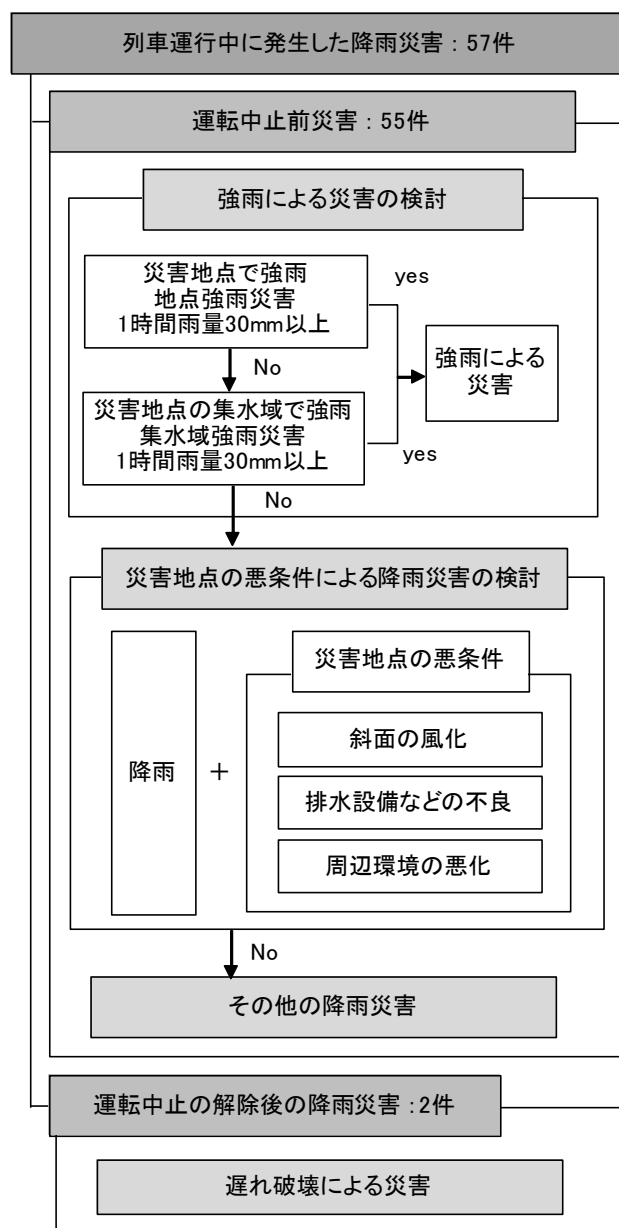 列車運行中に発生した降雨災害：57件
運転中止前災害：55件
強雨による災害の検討
災害地点で強雨
地点強雨災害
1時間雨量30mm以上
yes
No
強雨による
災害
災害地点の集水域で強雨
集水域強雨災害
1時間雨量30mm以上
yes
No
災害地点の悪条件による降雨災害の検討
災害地点の悪条件
降雨
＋
斜面の風化
排水設備などの不良
周辺環境の悪化
No
その他の降雨災害
運転中止の解除後の降雨災害：2件
遅れ破壊による災害